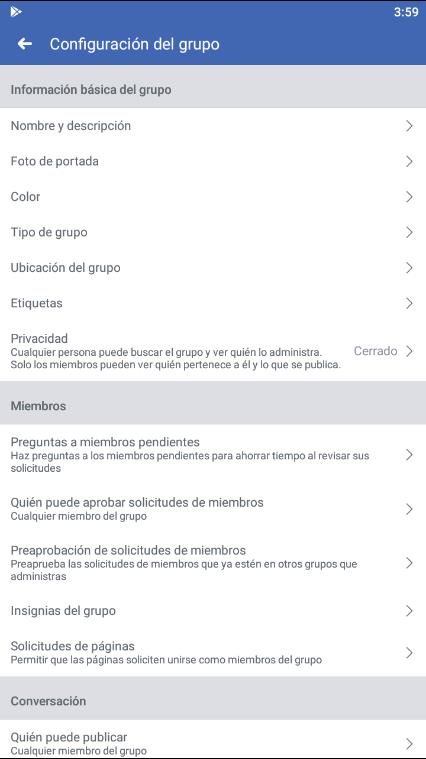 3:59
Configuración del grupo
Información básica del grupo
Nombre y descripción
Foto de portada
Color
Tipo de grupo
Ubicación del grupo
Etiquetas
Privacidad
Cualquier persona puede buscar el grupo y ver quién lo administra.
Solo los miembros pueden ver quién pertenece a él y lo que se publica.
Cerrado
Miembros
Preguntas a miembros pendientes
Haz preguntas a los miembros pendientes para ahorrar tiempo al revisar sus
solicitudes
Quién puede aprobar solicitudes de miembros
Cualquier miembro del grupo
Preaprobación de solicitudes de miembros
Preaprueba las solicitudes de miembros que ya estén en otros grupos que
administras
Insignias del grupo
Solicitudes de páginas
Permitir que las páginas soliciten unirse como miembros del grupo
Conversación
Quién puede publicar
Cualquier miembro del grupo